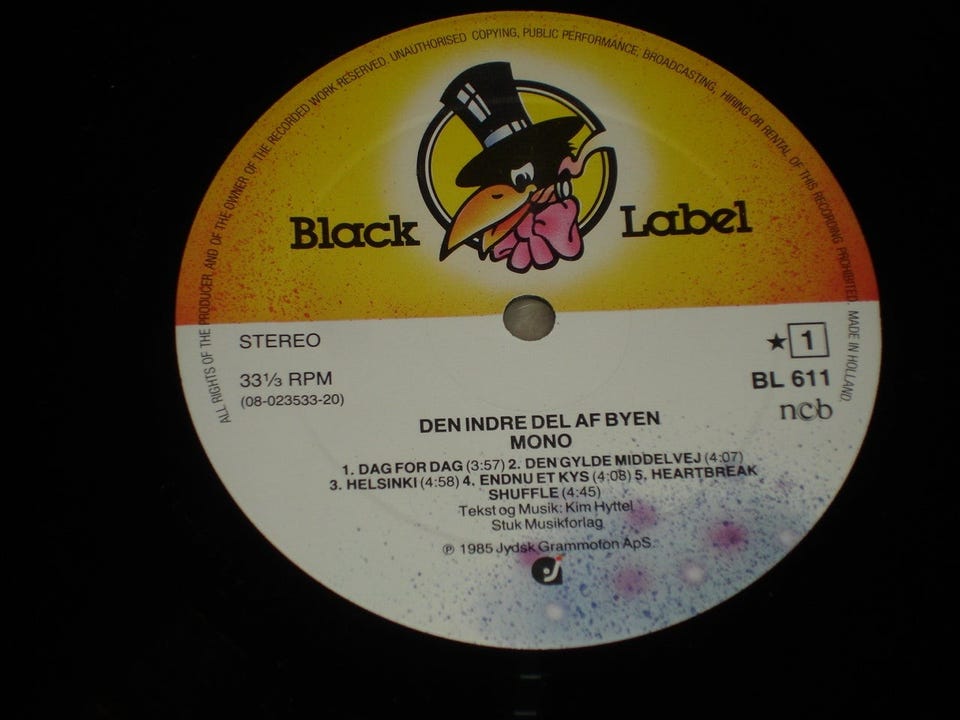 ALL RIGHTS OF THE PRODUCER AND OF THE OWNER OF THE RECORDED WORK RESERVED. UNAUTHORISED COPYING, PUBLIC PERFORMANCE, BROADCASTING, HIRING OR RENTAL OF THIS RECORDING PROHIBITED. MADE IN HOLLAND.
Black Label
STEREO
★ 1
33⅓ RPM
BL 611
(08-023533-20)
ncb
DEN INDRE DEL AF BYEN
MONO
1. DAG FOR DAG (3:57) 2. DEN GYLDE MIDDELVEJ (4:07)
3. HELSINKI (4:58) 4. ENDNU ET KYS (4:08) 5. HEARTBREAK
SHUFFLE (4:45)
Tekst og Musik: Kim Hyttel
Stuk Musikforlag
℗ 1985 Jydsk Grammofon ApS.